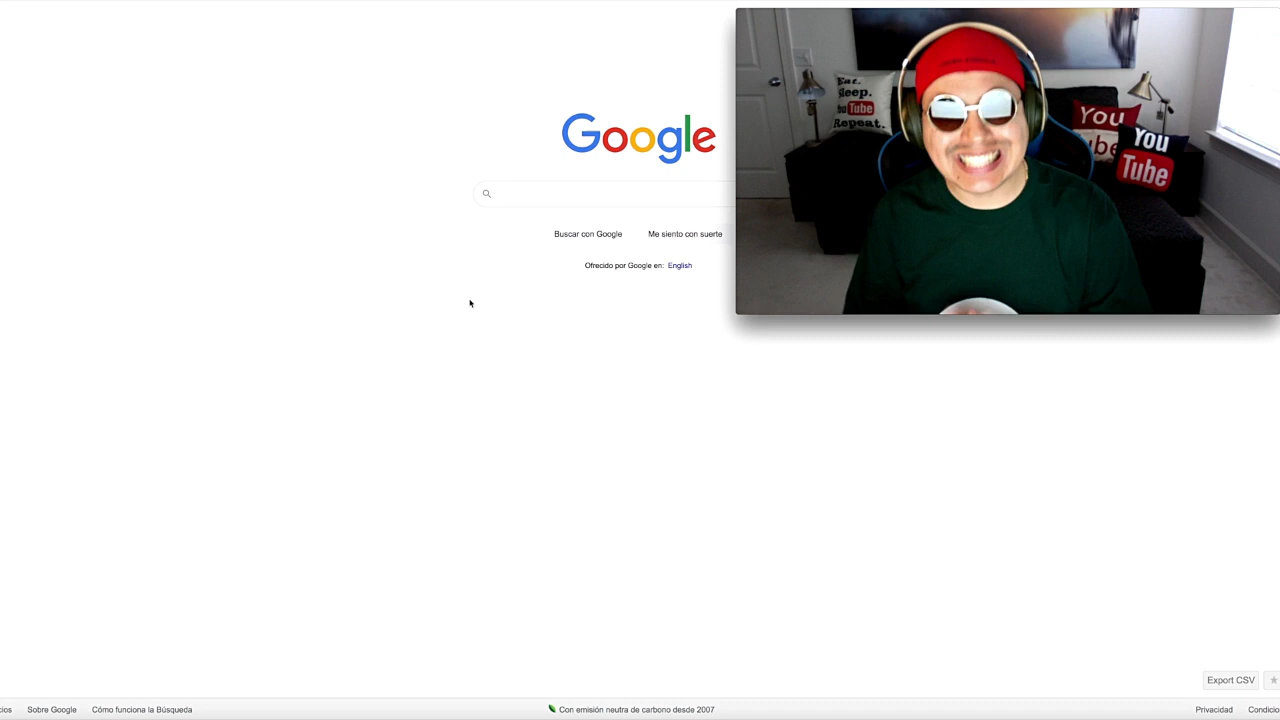 Google
Buscar con Google
Me siento con suerte
Ofrecido por Google en: English
Eat.
Sleep.
Tube
Repeat.
You
You
Tube
Export CSV
Sobre Google
Cómo funciona la Búsqueda
Con emisión neutra de carbono desde 2007
Privacidad